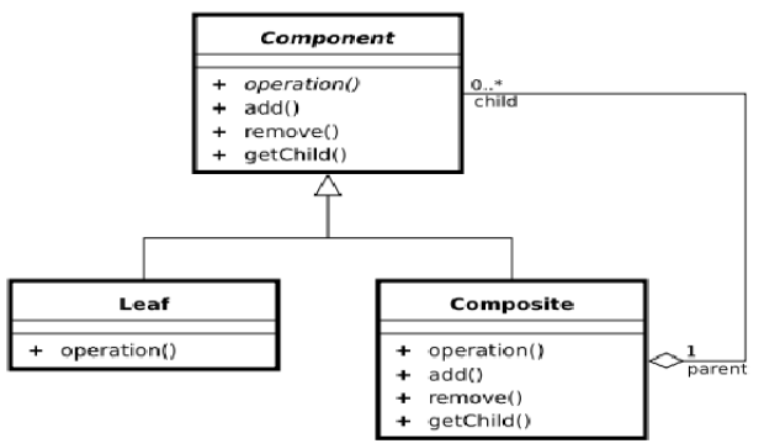 Component
+ operation()
+ add()
+ remove()
+ getChild()
0..*
child
Leaf
+ operation()
Composite
+ operation()
+ add()
+ remove()
+ getChild()
1
parent